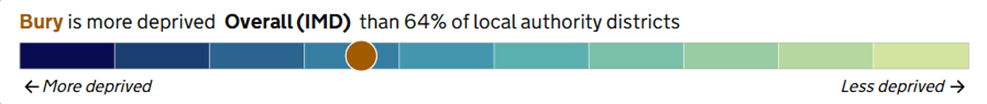 Bury is more deprived Overall (IMD) than 64% of local authority districts
←More deprived
Less deprived →